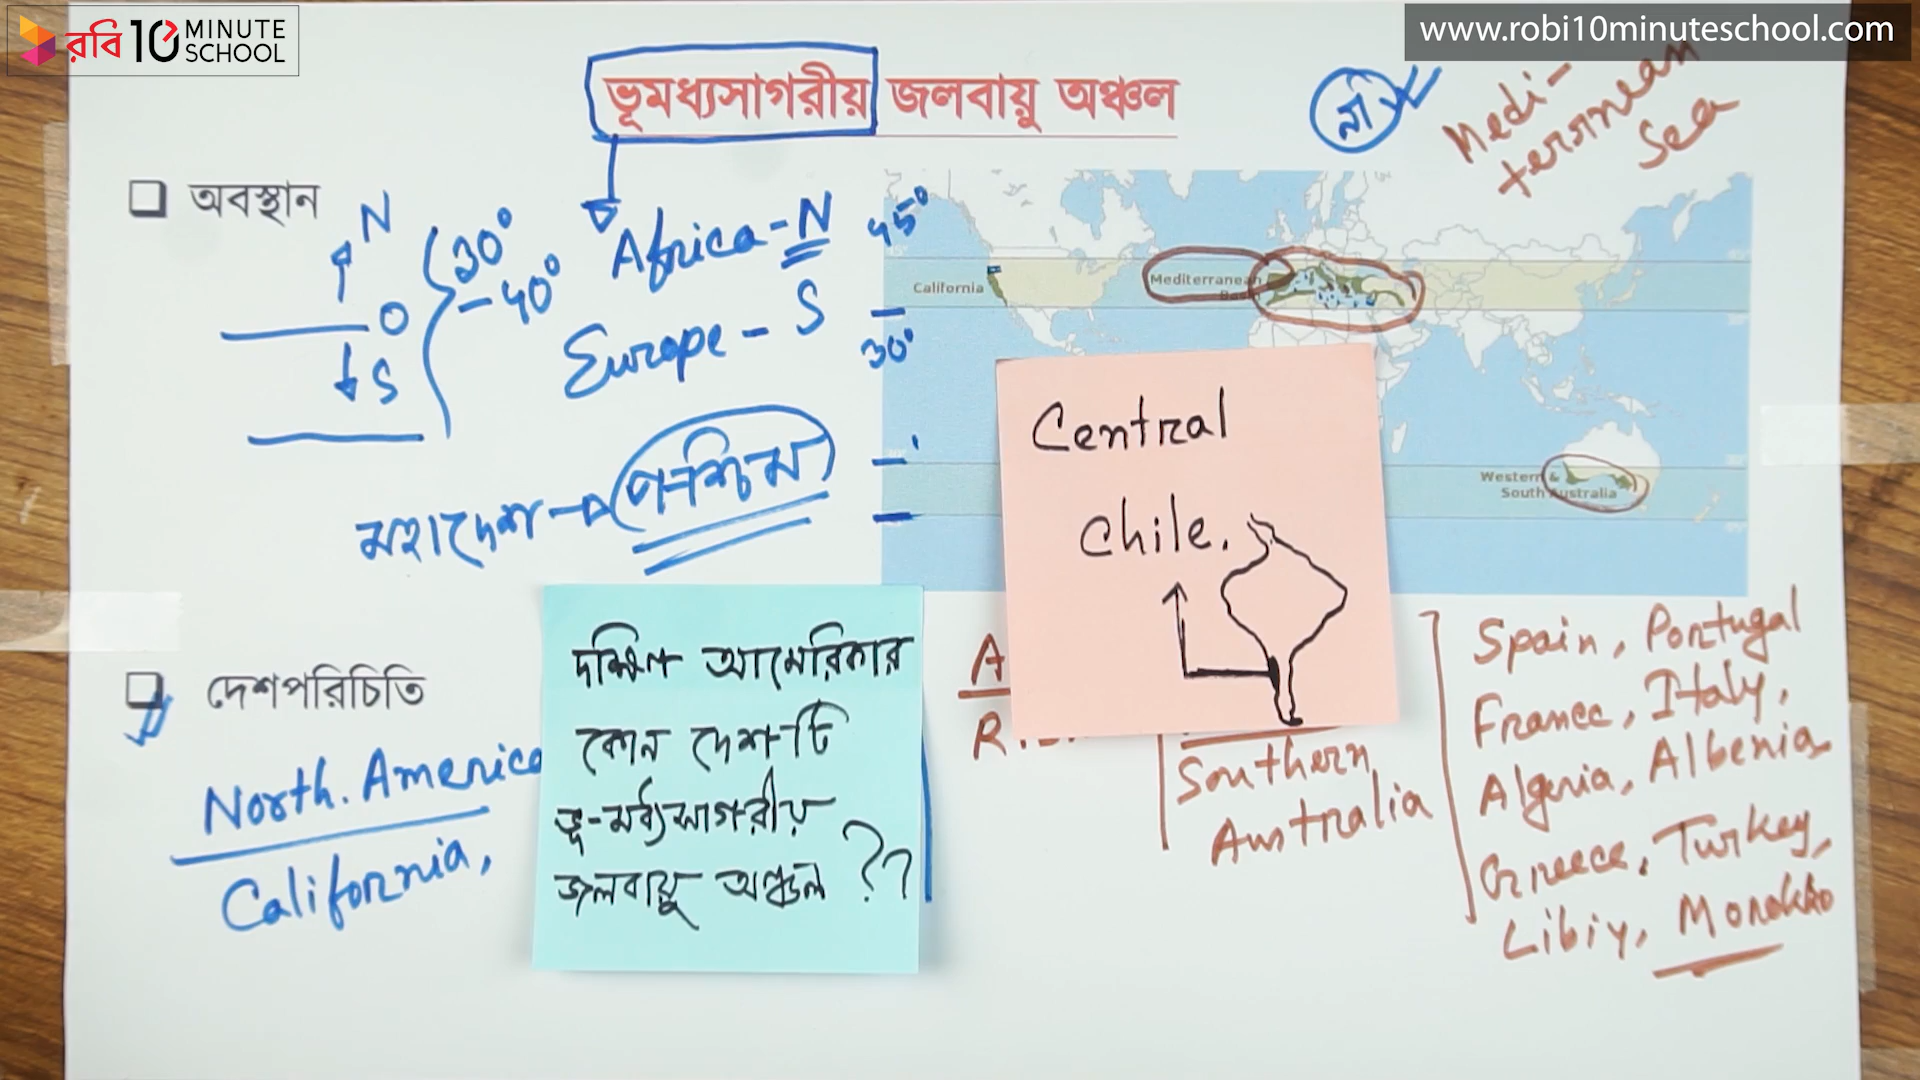 রবি 10 MINUTE SCHOOL
www.robi10minuteschool.com
ভূমধ্যসাগরীয় জলবায়ু অঞ্চল
Medi-
terrnean
Sea
অবস্থান
N
O
S
30°
- 40°
Africa - N
Europe - S
45°
30°
মহাদেশ → পশ্চিম
California
Mediterranean
Western &
South Australia
Central
Chile.
দক্ষিণ আমেরিকার
কোন দেশটি
ভূ-মধ্যসাগরীয়
জলবায়ু অঞ্চল ??
দেশপরিচিতি
North. America
California,
Southern
Australia
Spain, Portugal
France, Italy,
Algeria, Albenia
Greece, Turkey,
Libiy, Morokko